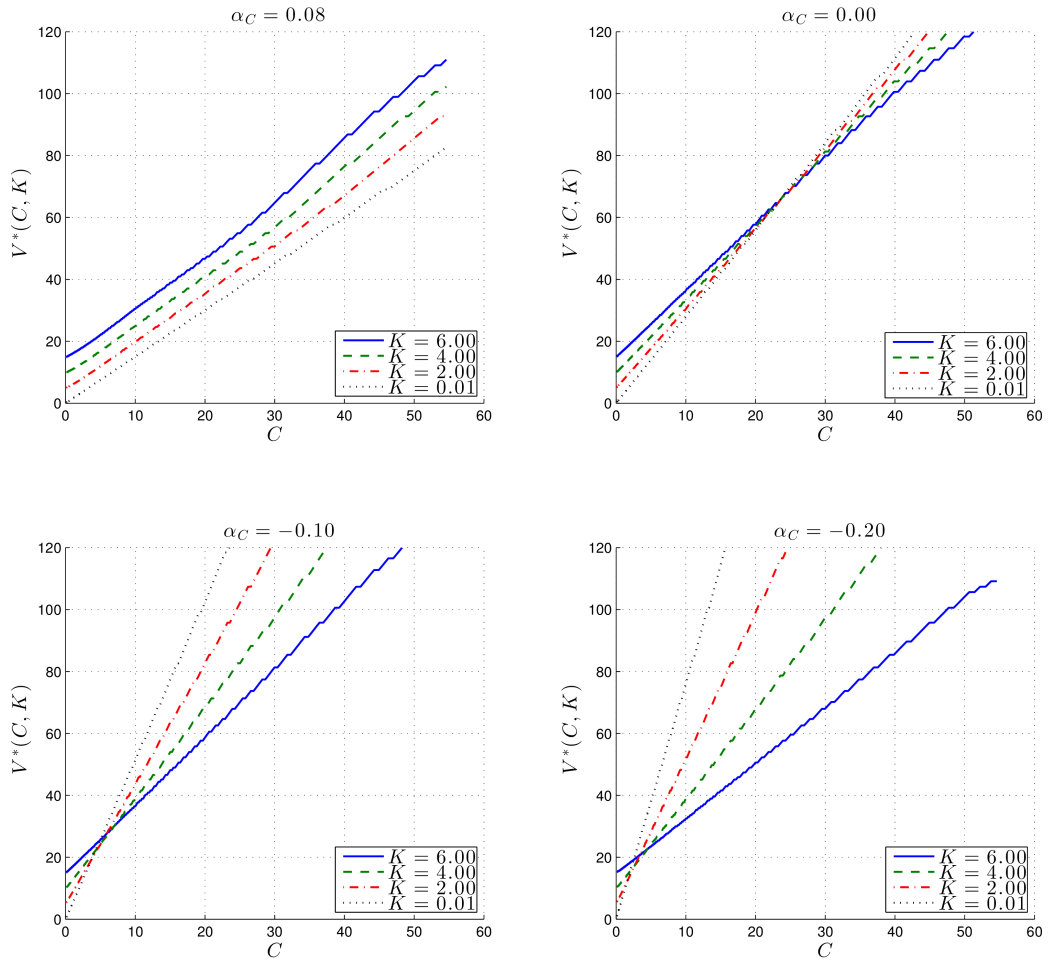 α_C = 0.08
120
100
80
60
40
20
0
0 10 20 30 40 50 60
V*(C, K)
C
K = 6.00
K = 4.00
K = 2.00
K = 0.01
α_C = 0.00
120
100
80
60
40
20
0
0 10 20 30 40 50 60
V*(C, K)
C
K = 6.00
K = 4.00
K = 2.00
K = 0.01
α_C = −0.10
120
100
80
60
40
20
0
0 10 20 30 40 50 60
V*(C, K)
C
K = 6.00
K = 4.00
K = 2.00
K = 0.01
α_C = −0.20
120
100
80
60
40
20
0
0 10 20 30 40 50 60
V*(C, K)
C
K = 6.00
K = 4.00
K = 2.00
K = 0.01